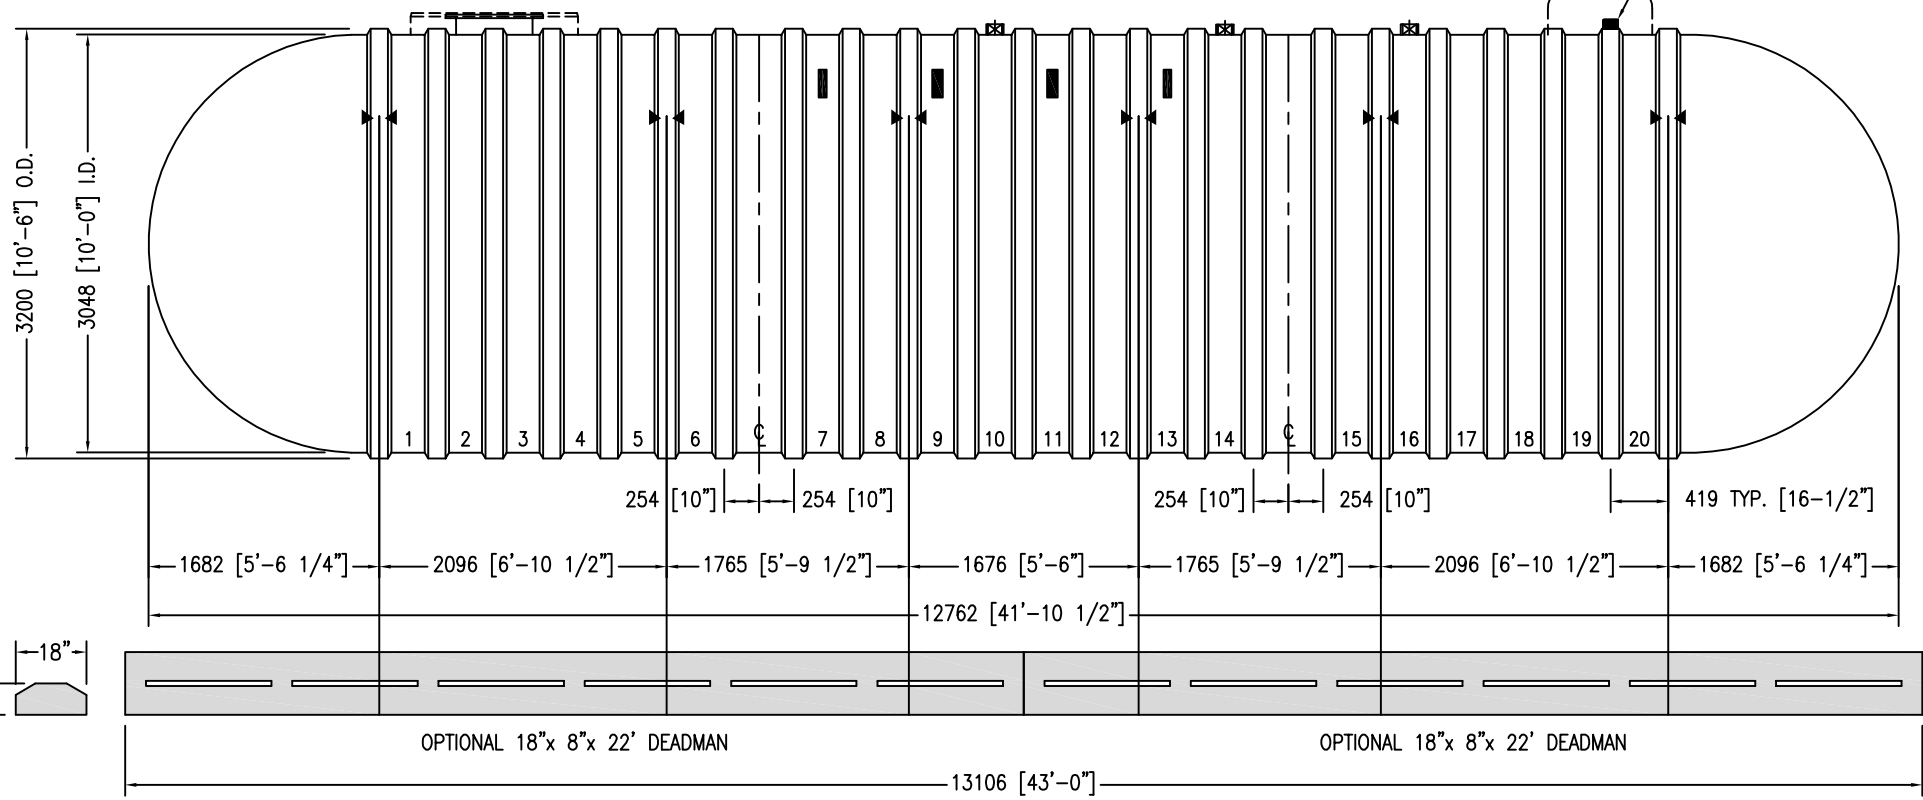 3200 [10'-6"] O.D.
3048 [10'-0"] I.D.
1 2 3 4 5 6 ℄ 7 8 9 10 11 12 13 14 ℄ 15 16 17 18 19 20
254 [10"] 254 [10"] 254 [10"] 254 [10"] 419 TYP. [16-1/2"]
1682 [5'-6 1/4"] 2096 [6'-10 1/2"] 1765 [5'-9 1/2"] 1676 [5'-6"] 1765 [5'-9 1/2"] 2096 [6'-10 1/2"] 1682 [5'-6 1/4"]
12762 [41'-10 1/2"]
18"
OPTIONAL 18"x 8"x 22' DEADMAN OPTIONAL 18"x 8"x 22' DEADMAN
13106 [43'-0"]